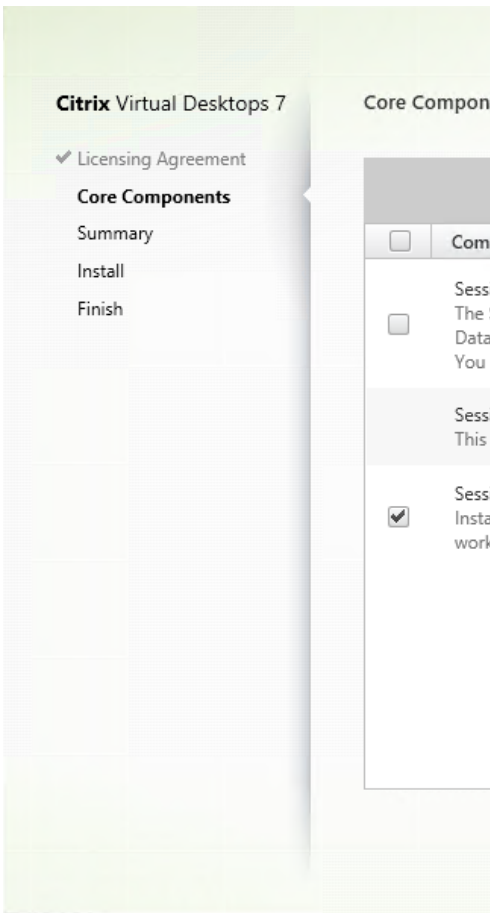 Citrix Virtual Desktops 7
Licensing Agreement
Core Components
Summary
Install
Finish
Core Compon
Com
Sess
The
Data
You
Sess
This
Sess
Insta
work